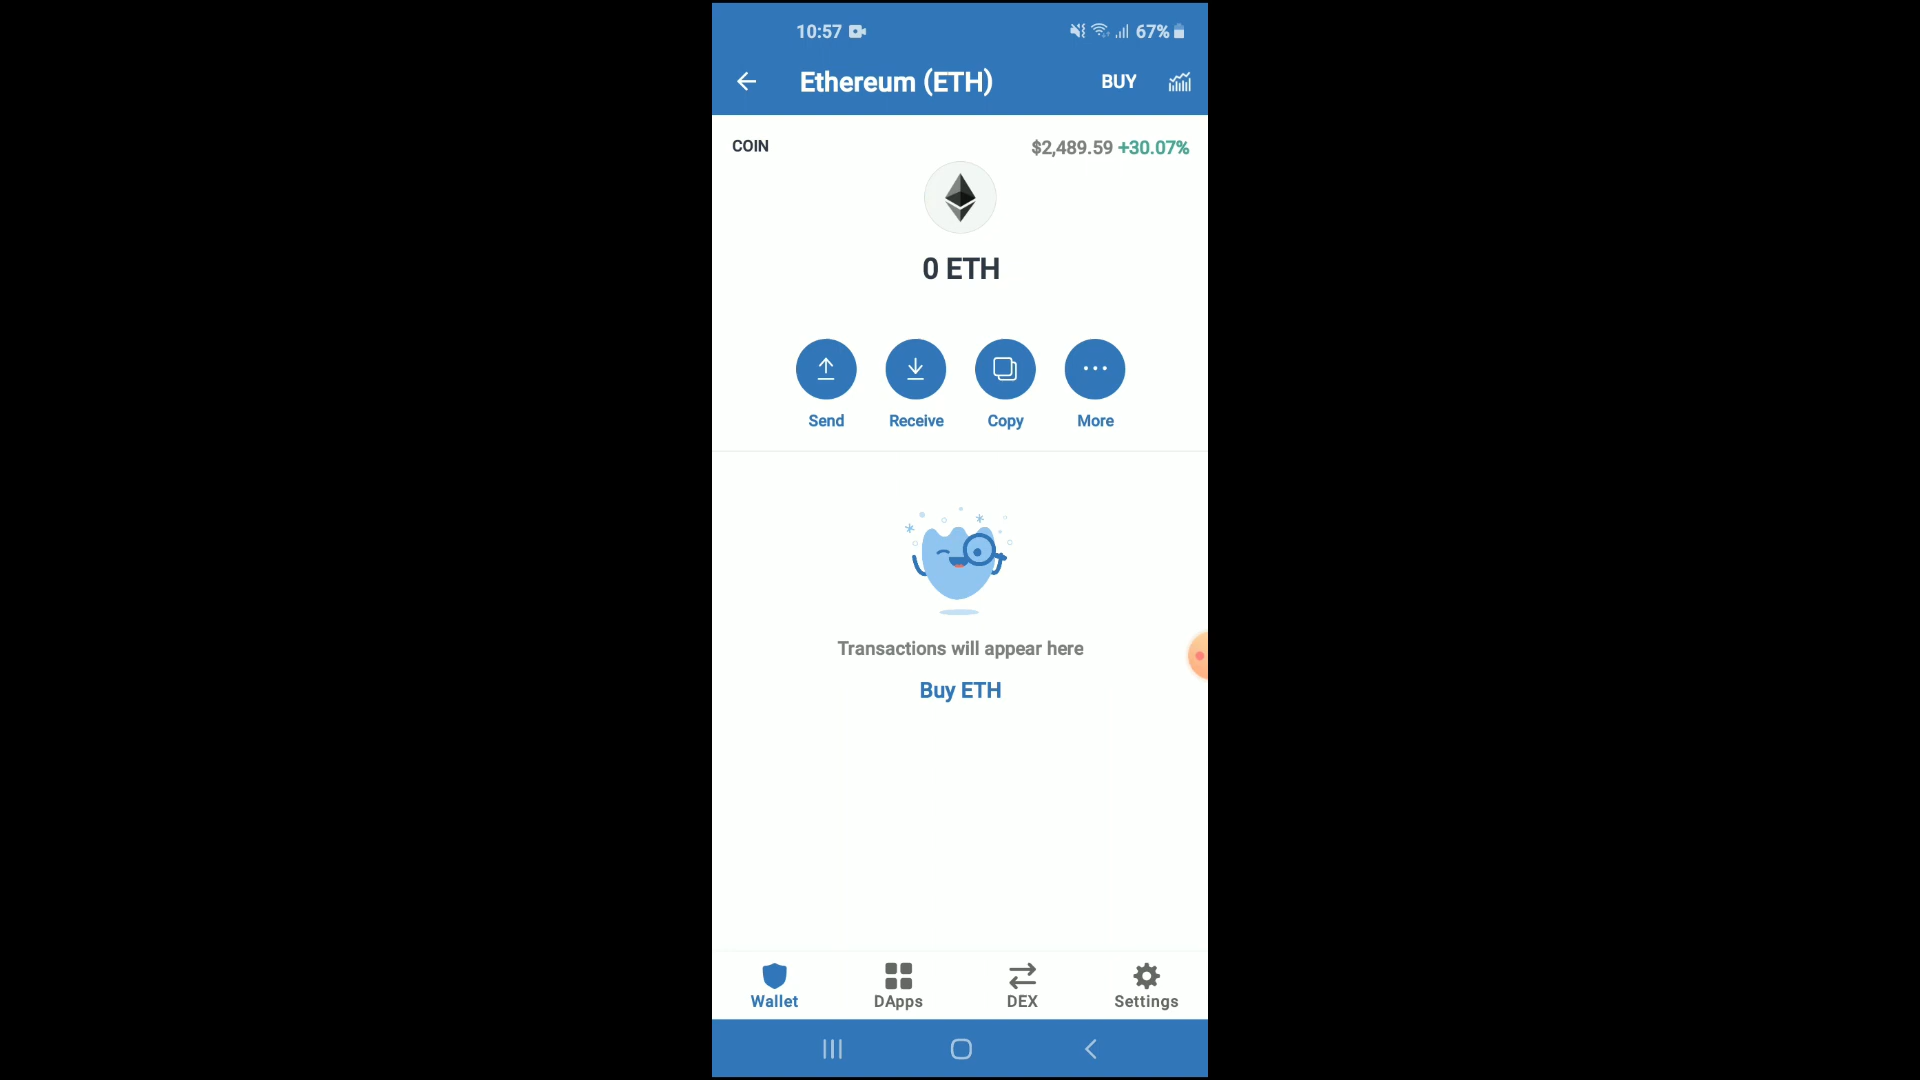 10:57 67%
Ethereum (ETH) BUY
COIN $2,489.59 +30.07%
0 ETH
Send Receive Copy More
Transactions will appear here
Buy ETH
Wallet DApps DEX Settings